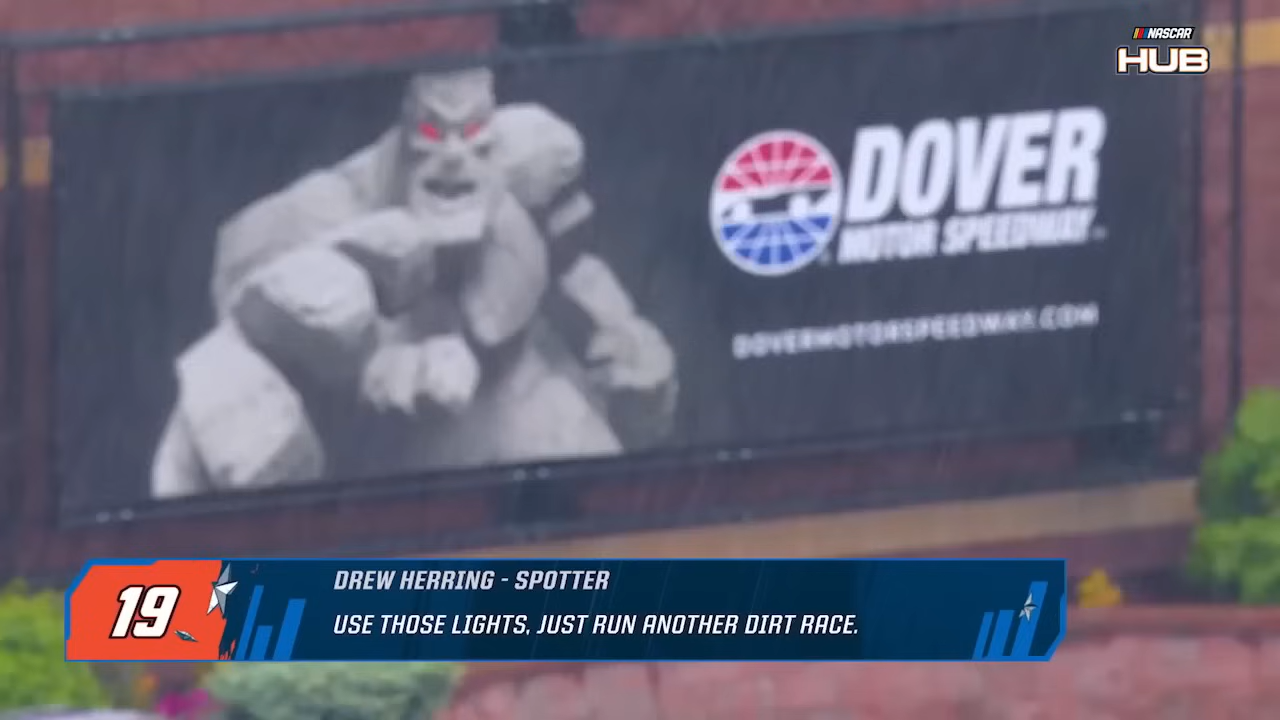 NASCAR
HUB
DOVER
MOTOR SPEEDWAY
DOVERMOTORSPEEDWAY.COM
19
DREW HERRING - SPOTTER
USE THOSE LIGHTS, JUST RUN ANOTHER DIRT RACE.